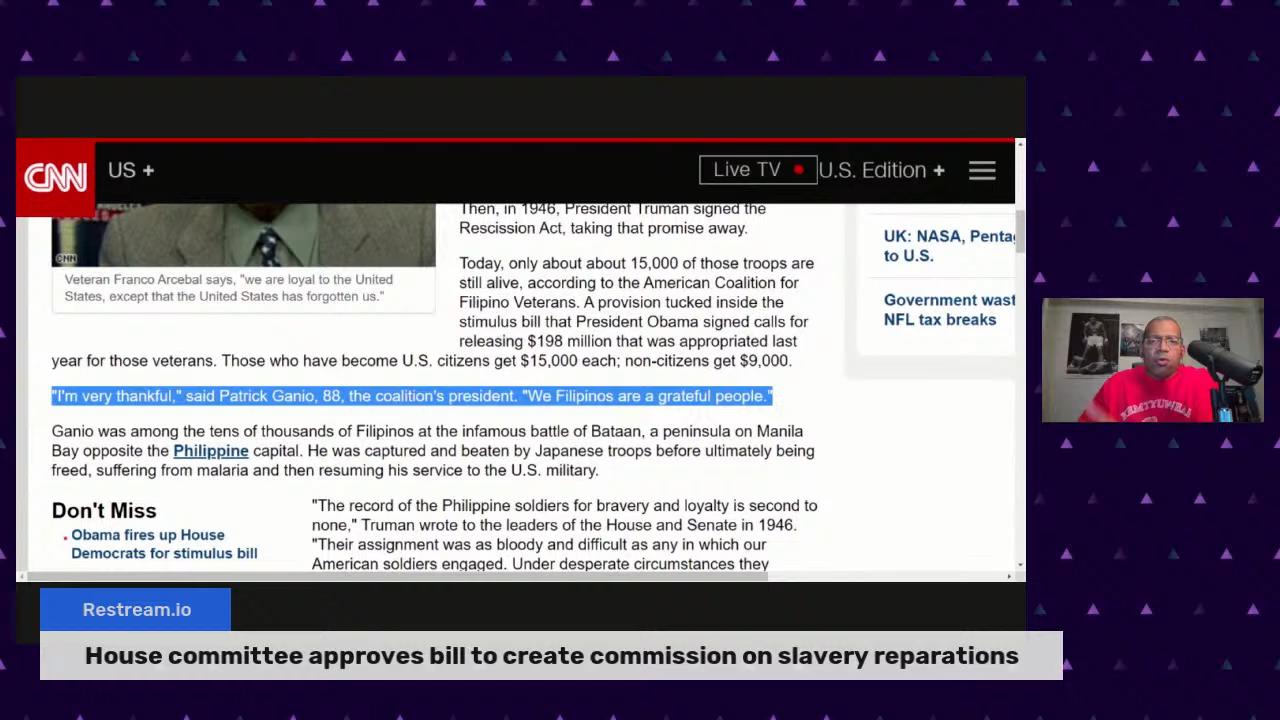 CNN
US +
Live TV
U.S. Edition +
Then, in 1946, President Truman signed the
Rescission Act, taking that promise away.
CNN
Veteran Franco Arcebal says, "we are loyal to the United
States, except that the United States has forgotten us."
Today, only about about 15,000 of those troops are
still alive, according to the American Coalition for
Filipino Veterans. A provision tucked inside the
stimulus bill that President Obama signed calls for
releasing $198 million that was appropriated last
year for those veterans. Those who have become U.S. citizens get $15,000 each; non-citizens get $9,000.
"I'm very thankful," said Patrick Ganio, 88, the coalition's president. "We Filipinos are a grateful people."
Ganio was among the tens of thousands of Filipinos at the infamous battle of Bataan, a peninsula on Manila
Bay opposite the Philippine capital. He was captured and beaten by Japanese troops before ultimately being
freed, suffering from malaria and then resuming his service to the U.S. military.
Don't Miss
Obama fires up House
Democrats for stimulus bill
"The record of the Philippine soldiers for bravery and loyalty is second to
none," Truman wrote to the leaders of the House and Senate in 1946.
"Their assignment was as bloody and difficult as any in which our
American soldiers engaged. Under desperate circumstances they
UK: NASA, Penta
to U.S.
Government wast
NFL tax breaks
Restream.io
House committee approves bill to create commission on slavery reparations